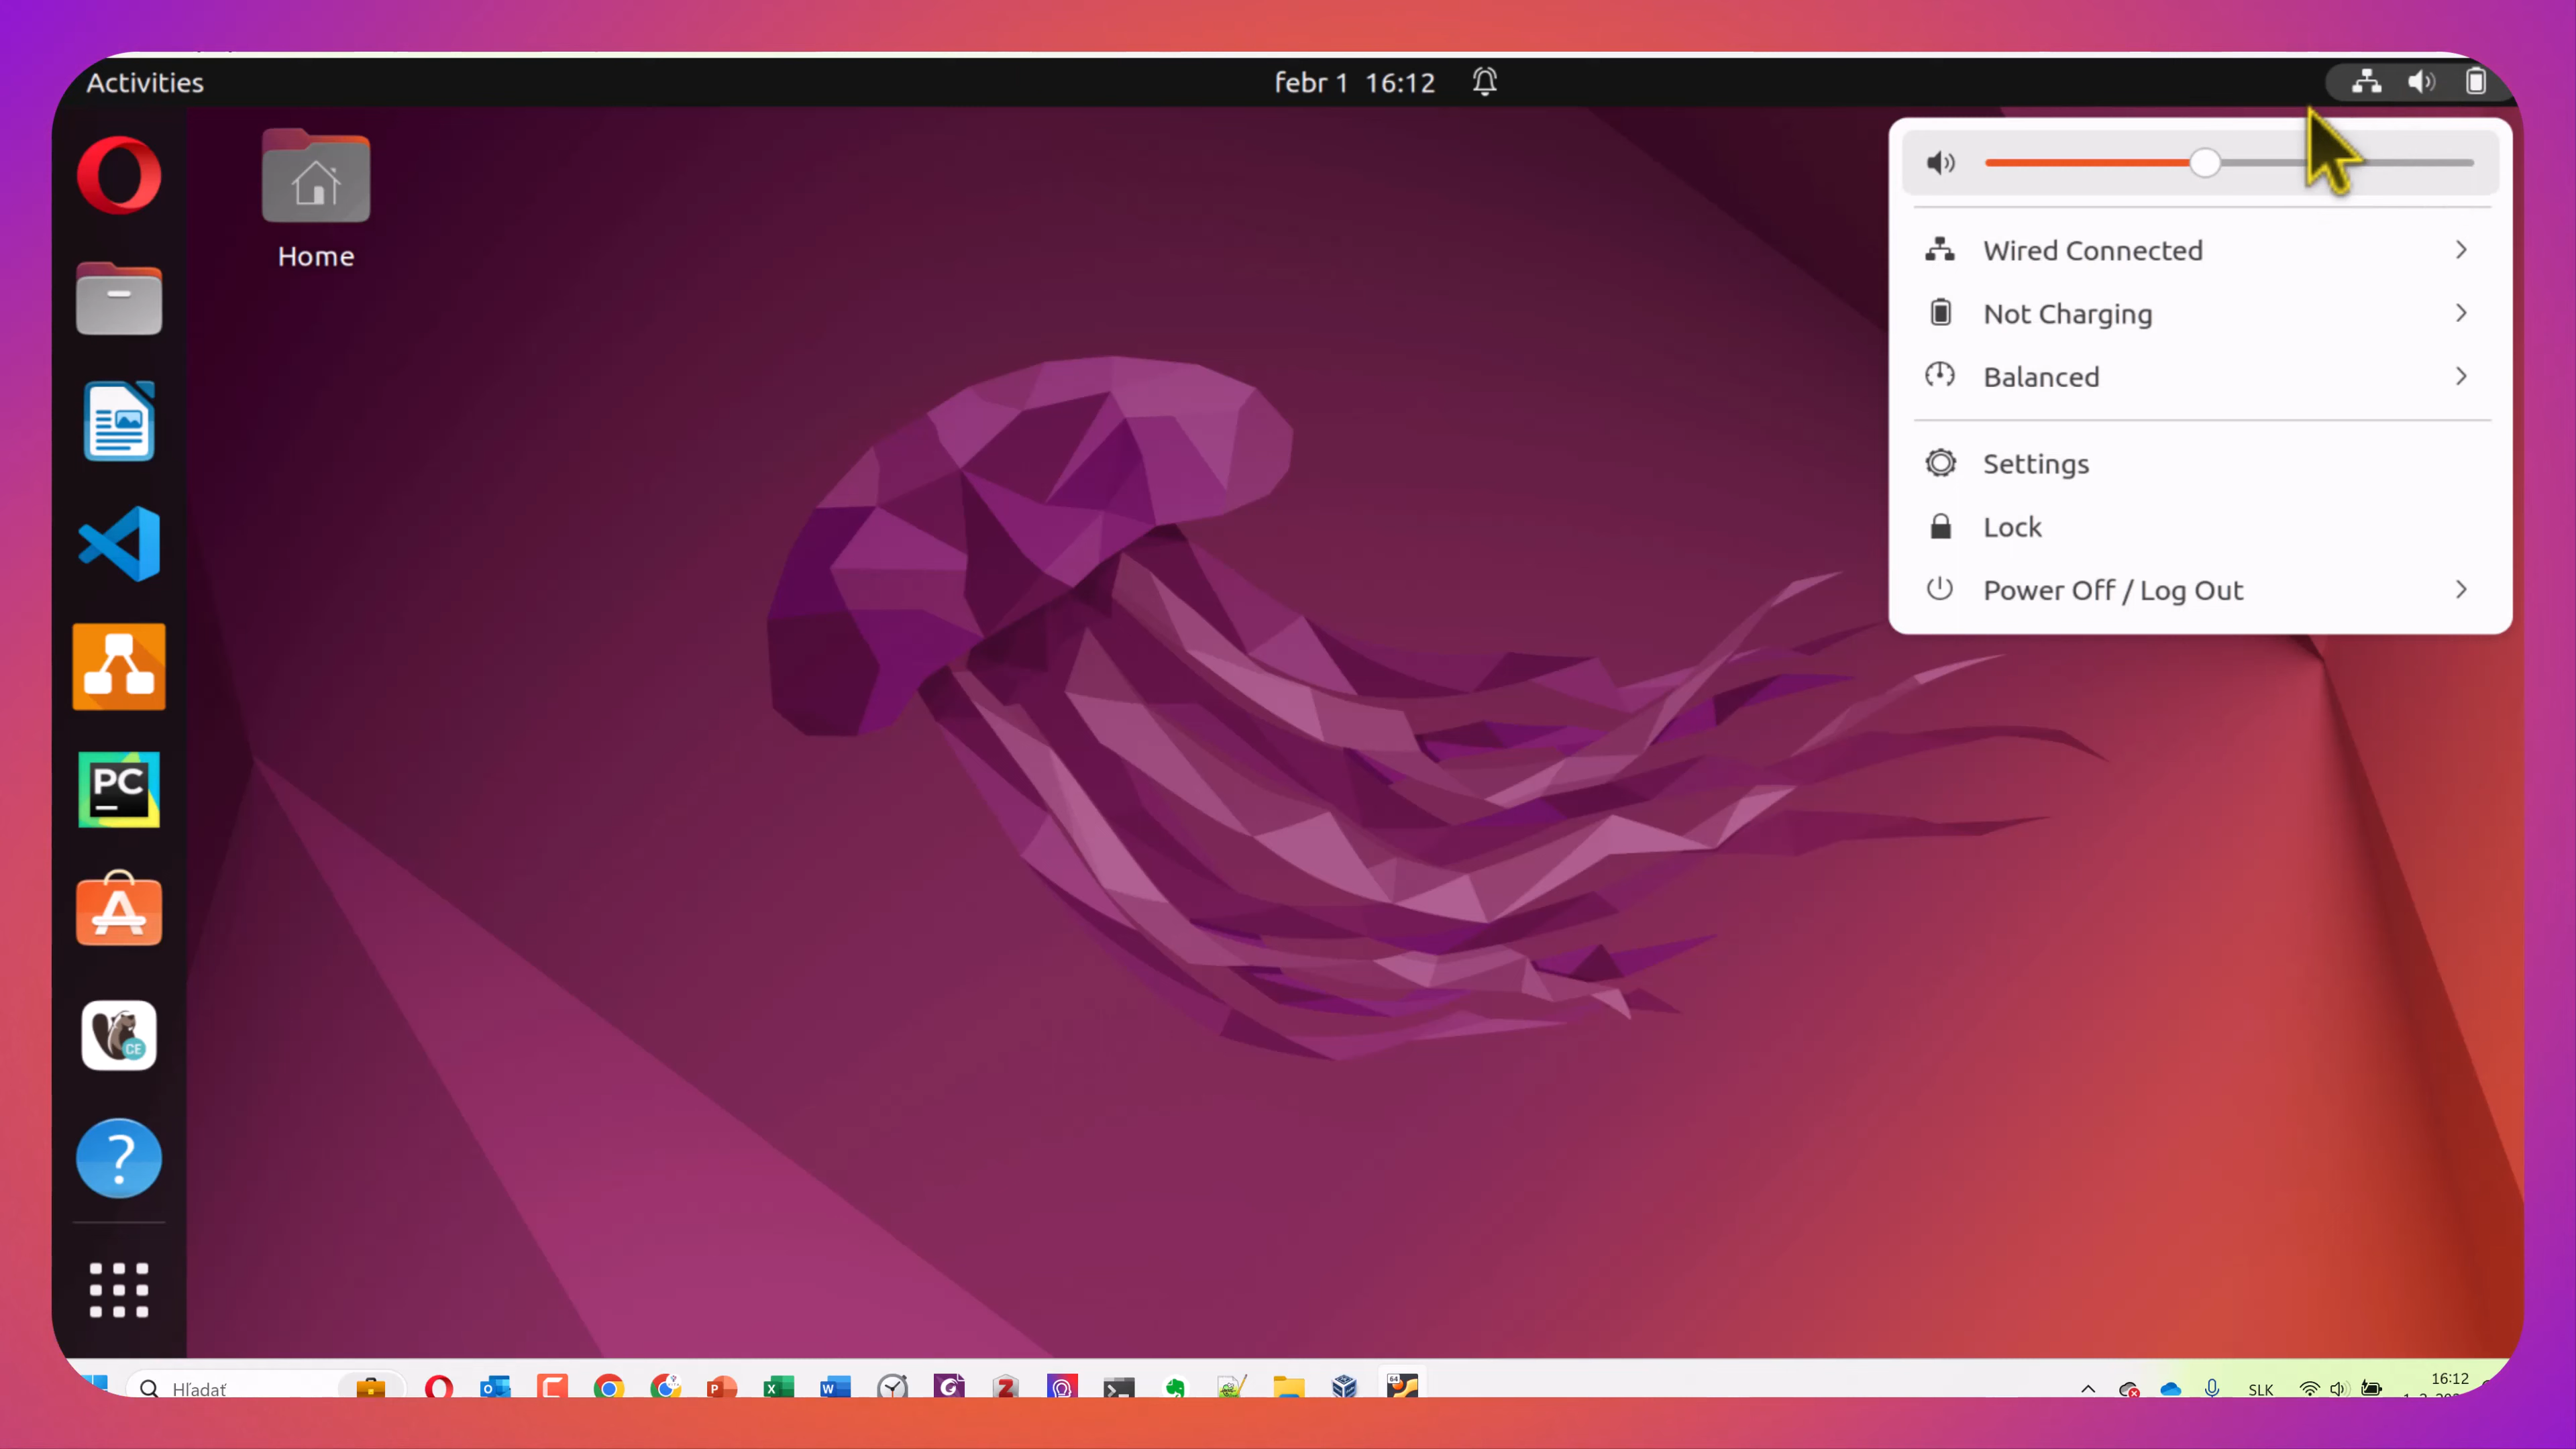 Activities
febr 1 16:12
Home
Wired Connected
Not Charging
Balanced
Settings
Lock
Power Off / Log Out
PC
CE
?
Hľadať
SLK
16:12